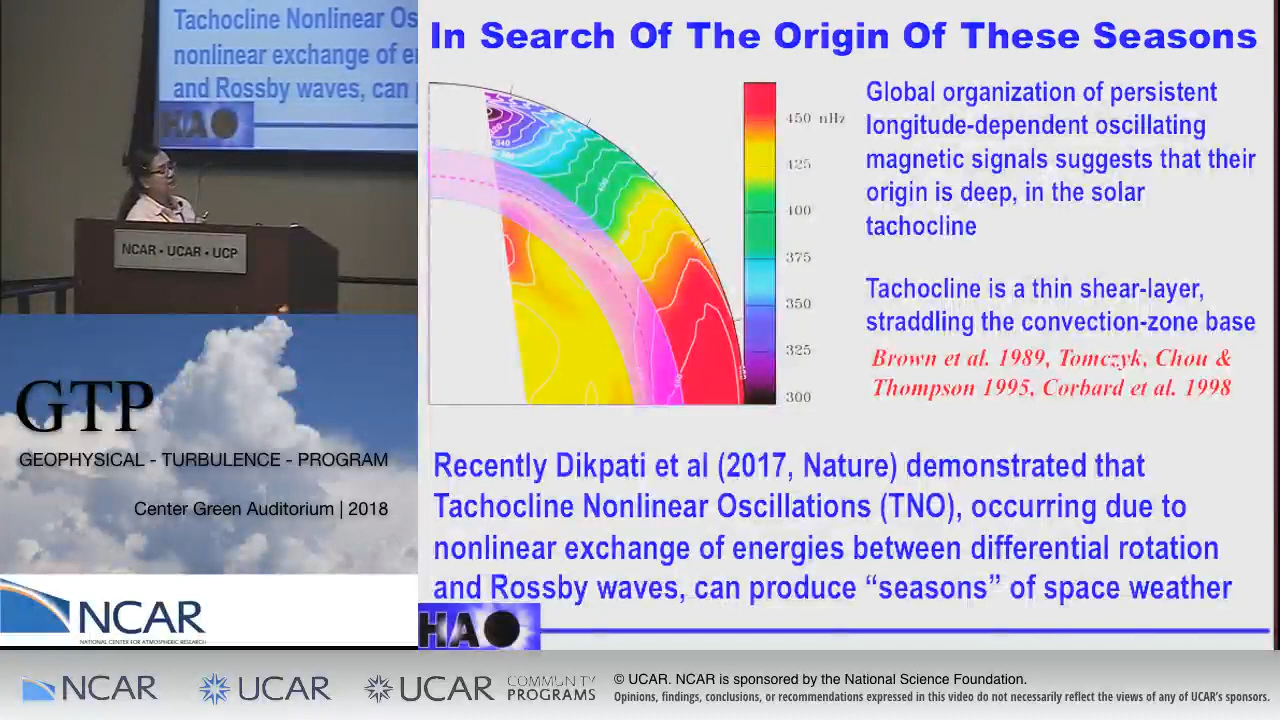 Tachocline Nonlinear Os
nonlinear exchange of e
and Rossby waves, can
HA
NCAR • UCAR • UCP
GTP
GEOPHYSICAL - TURBULENCE - PROGRAM
Center Green Auditorium | 2018
NCAR
NATIONAL CENTER FOR ATMOSPHERIC RESEARCH
In Search Of The Origin Of These Seasons
450 nHz
425
400
375
350
325
300
Global organization of persistent
longitude-dependent oscillating
magnetic signals suggests that their
origin is deep, in the solar
tachocline
Tachocline is a thin shear-layer,
straddling the convection-zone base
Brown et al. 1989, Tomczyk, Chou &
Thompson 1995, Corbard et al. 1998
Recently Dikpati et al (2017, Nature) demonstrated that
Tachocline Nonlinear Oscillations (TNO), occurring due to
nonlinear exchange of energies between differential rotation
and Rossby waves, can produce “seasons” of space weather
HA
NCAR UCAR UCAR COMMUNITY PROGRAMS
© UCAR. NCAR is sponsored by the National Science Foundation.
Opinions, findings, conclusions, or recommendations expressed in this video do not necessarily reflect the views of any of UCAR's sponsors.